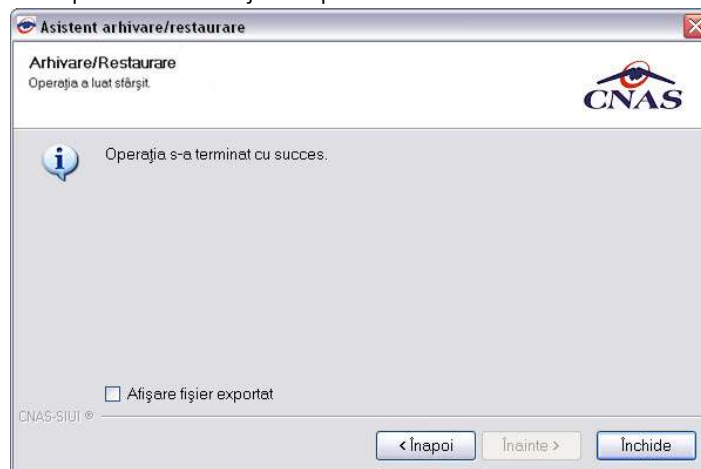 Asistent arhivare/restaurare
Arhivare/Restaurare
Operaţia a luat sfârşit.
CNAS
Operaţia s-a terminat cu succes.
Afişare fişier exportat
CNAS-SIUI ®
< Înapoi
Înainte >
Închide